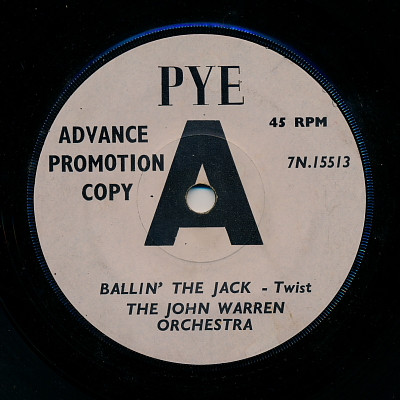 PYE
45 RPM
ADVANCE
PROMOTION
COPY
A
7N.15513
BALLIN' THE JACK - Twist
THE JOHN WARREN
ORCHESTRA